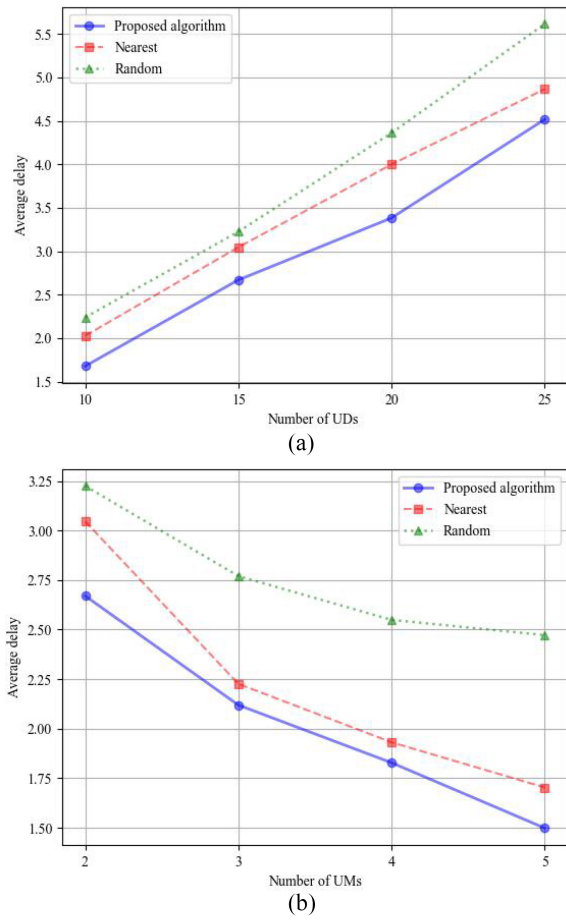 Proposed algorithm
Nearest
Random
5.5
5.0
4.5
4.0
3.5
3.0
2.5
2.0
1.5
Average delay
10 15 20 25
Number of UDs
(a)
Proposed algorithm
Nearest
Random
3.25
3.00
2.75
2.50
2.25
2.00
1.75
1.50
Average delay
2 3 4 5
Number of UMs
(b)